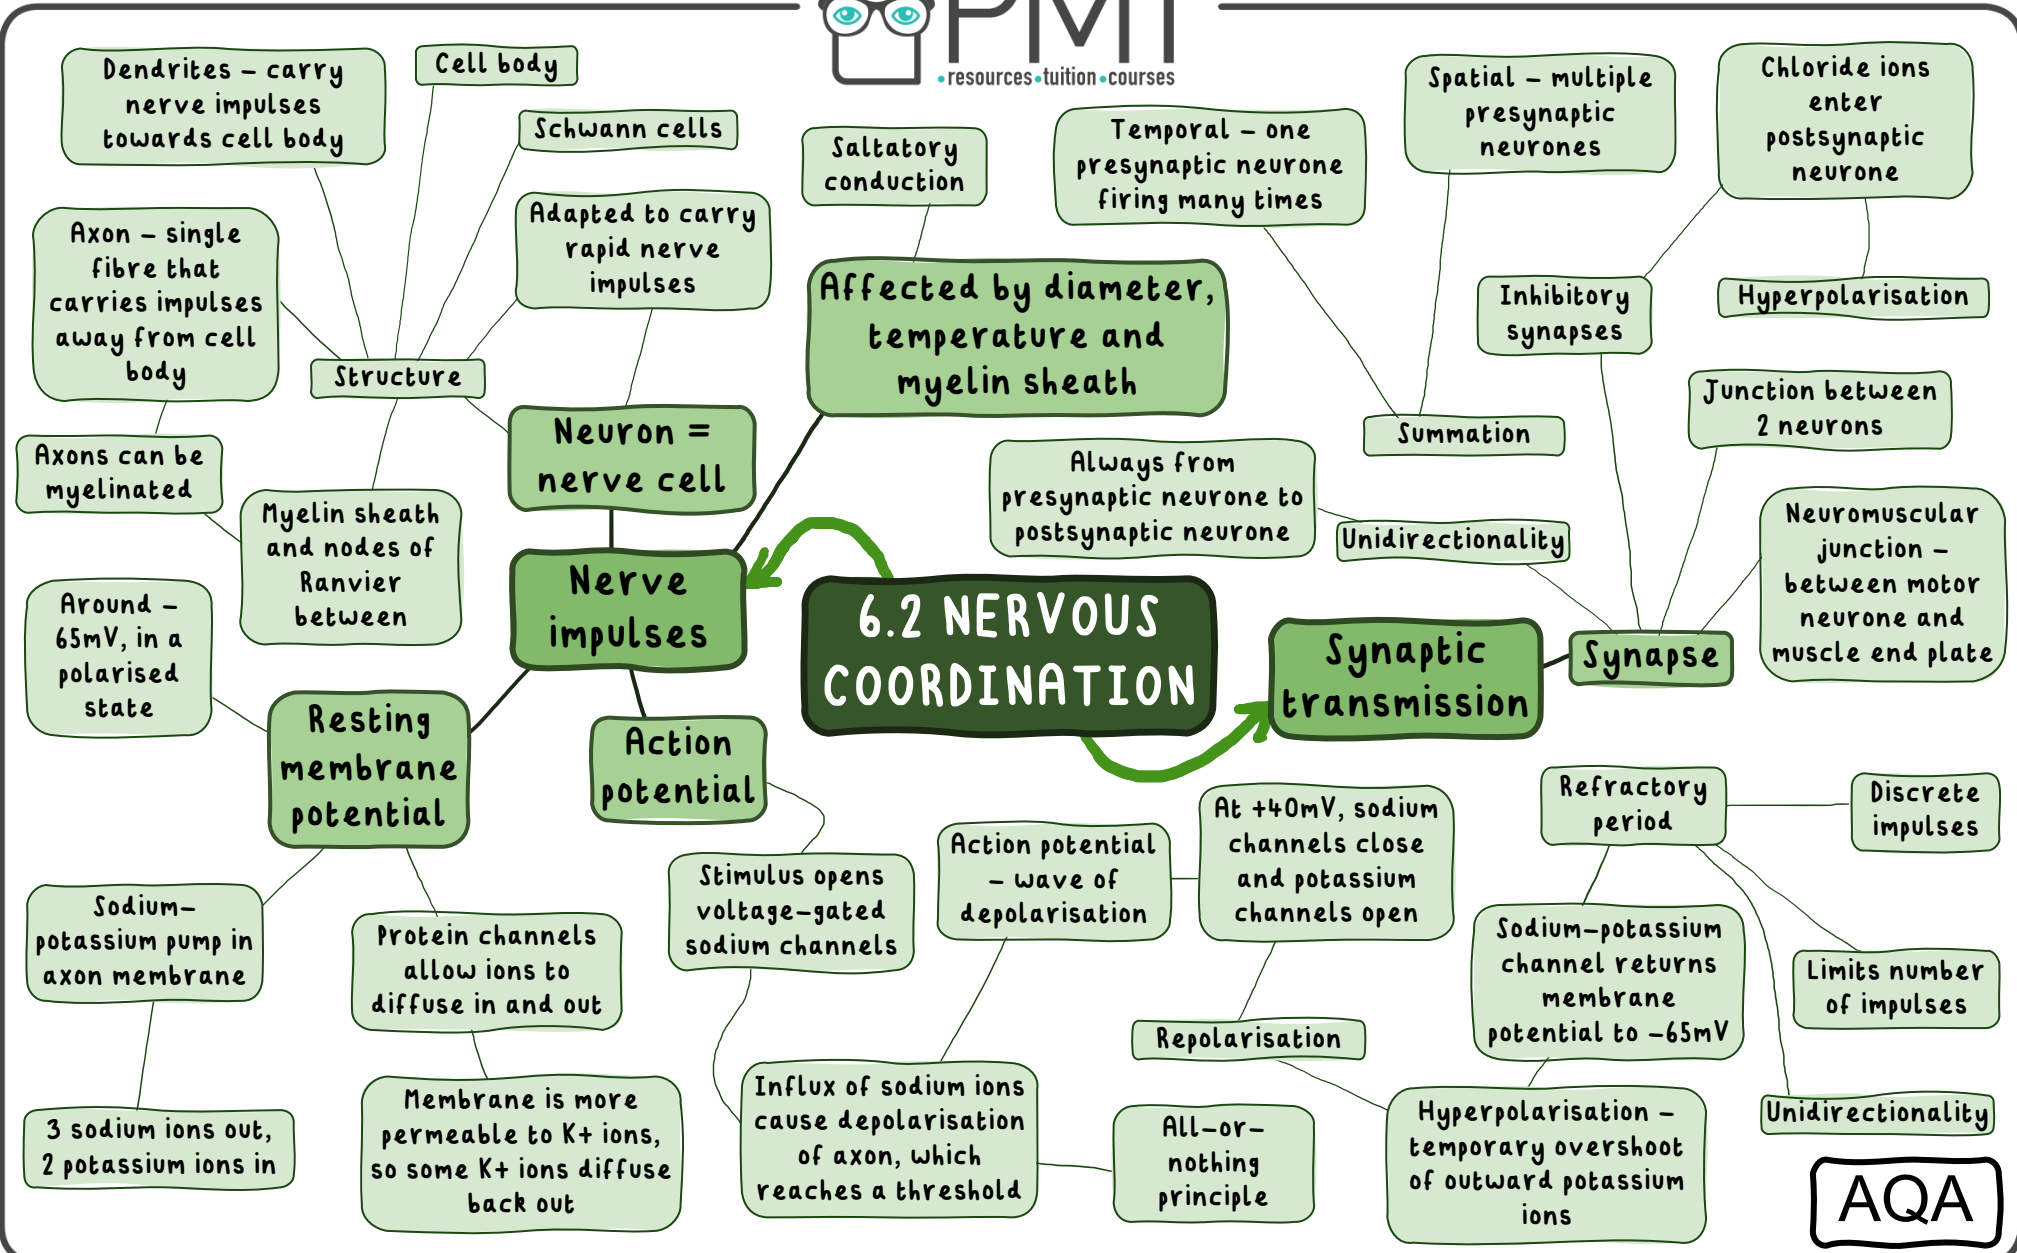 PMT
•resources•tuition•courses
Dendrites – carry
nerve impulses
towards cell body
Cell body
Schwann cells
Adapted to carry
rapid nerve
impulses
Axon – single
fibre that
carries impulses
away from cell
body
Structure
Axons can be
myelinated
Myelin sheath
and nodes of
Ranvier
between
Neuron =
nerve cell
Saltatory
conduction
Affected by diameter,
temperature and
myelin sheath
Temporal – one
presynaptic neurone
firing many times
Spatial – multiple
presynaptic
neurones
Chloride ions
enter
postsynaptic
neurone
Inhibitory
synapses
Hyperpolarisation
Summation
Junction between
2 neurons
Always from
presynaptic neurone to
postsynaptic neurone
Unidirectionality
Neuromuscular
junction –
between motor
neurone and
muscle end plate
Nerve
impulses
6.2 NERVOUS
COORDINATION
Synaptic
transmission
Synapse
Around –
65mV, in a
polarised
state
Resting
membrane
potential
Action
potential
Sodium–
potassium pump in
axon membrane
3 sodium ions out,
2 potassium ions in
Protein channels
allow ions to
diffuse in and out
Membrane is more
permeable to K+ ions,
so some K+ ions diffuse
back out
Stimulus opens
voltage–gated
sodium channels
Influx of sodium ions
cause depolarisation
of axon, which
reaches a threshold
All–or–
nothing
principle
Action potential
– wave of
depolarisation
At +40mV, sodium
channels close
and potassium
channels open
Repolarisation
Hyperpolarisation –
temporary overshoot
of outward potassium
ions
Sodium–potassium
channel returns
membrane
potential to –65mV
Refractory
period
Discrete
impulses
Limits number
of impulses
Unidirectionality
AQA